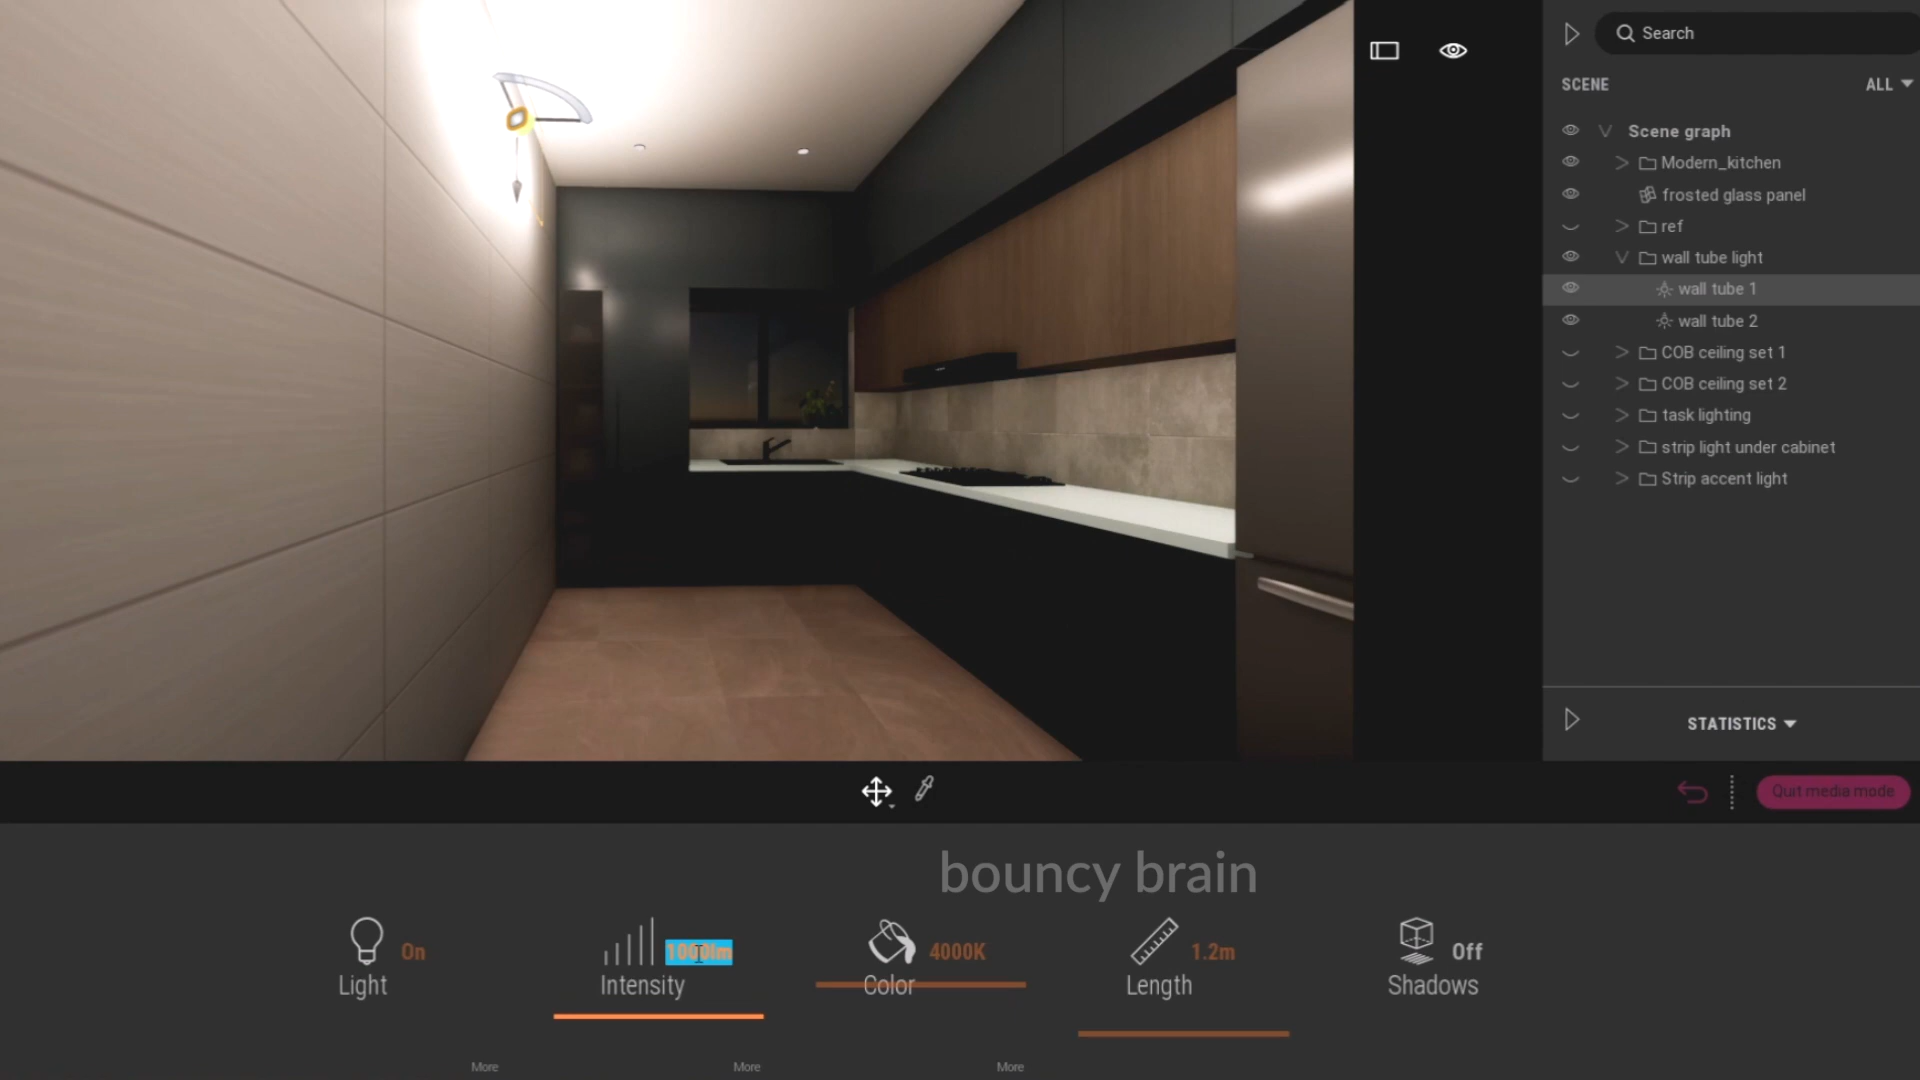 Search
SCENE
ALL
Scene graph
Modern_kitchen
frosted glass panel
ref
wall tube light
wall tube 1
wall tube 2
COB ceiling set 1
COB ceiling set 2
task lighting
strip light under cabinet
Strip accent light
STATISTICS
Quit media mode
bouncy brain
On
1000lm
4000K
1.2m
Off
Light
Intensity
Color
Length
Shadows
More
More
More